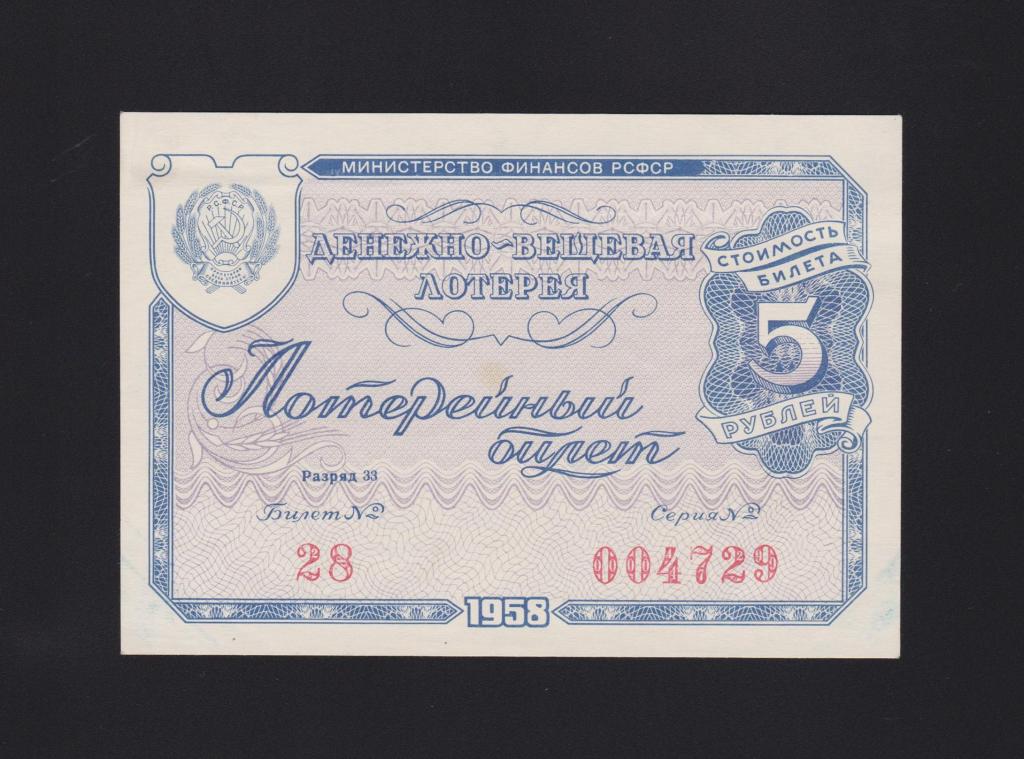 МИНИСТЕРСТВО ФИНАНСОВ РСФСР
РСФСР
ДЕНЕЖНО-ВЕЩЕВАЯ
ЛОТЕРЕЯ
СТОИМОСТЬ
БИЛЕТА
5
РУБЛЕЙ
Лотерейный
билет
Разряд 33
Билет №
Серия №
28
004729
1958